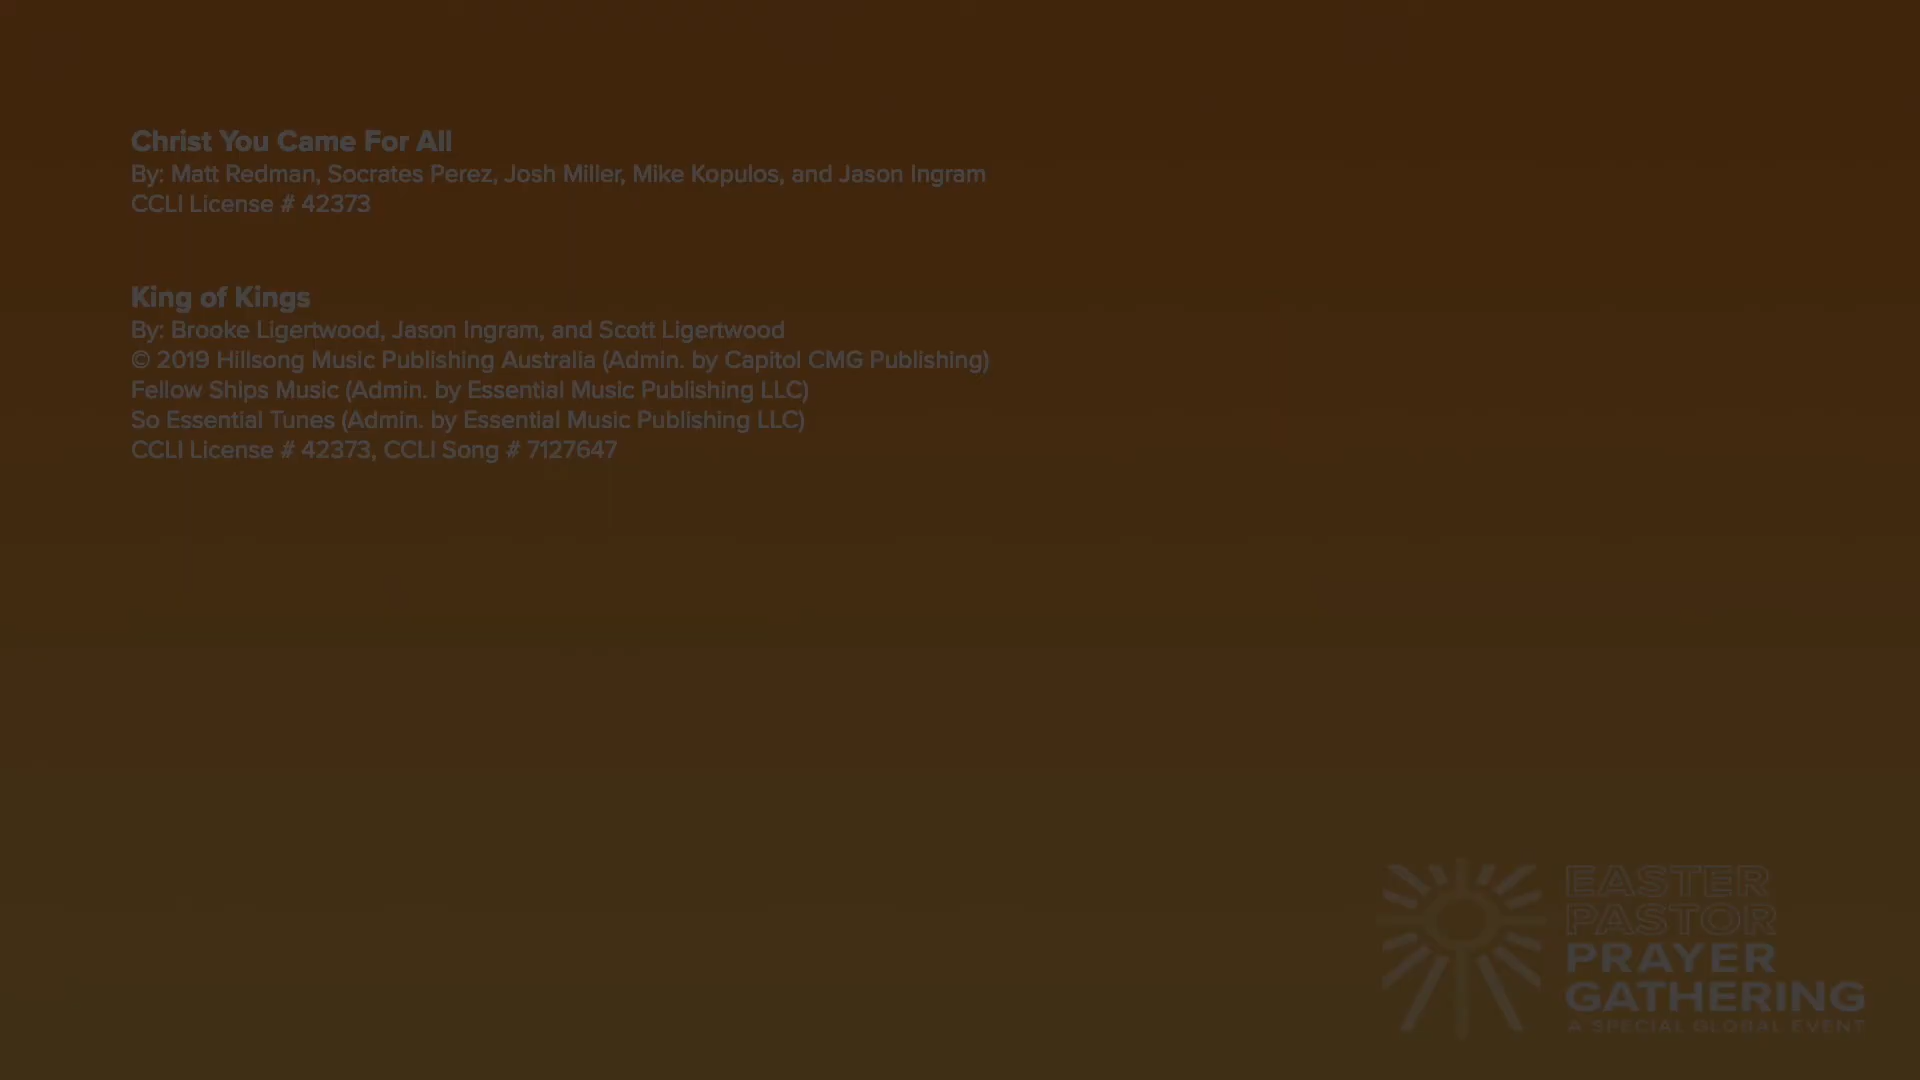 Christ You Came For All
By: Matt Redman, Socrates Perez, Josh Miller, Mike Kopulos, and Jason Ingram
CCLI License # 42373
King of Kings
By: Brooke Ligertwood, Jason Ingram, and Scott Ligertwood
© 2019 Hillsong Music Publishing Australia (Admin. by Capitol CMG Publishing)
Fellow Ships Music (Admin. by Essential Music Publishing LLC)
So Essential Tunes (Admin. by Essential Music Publishing LLC)
CCLI License # 42373, CCLI Song # 7127647
EASTER
PASTOR
PRAYER
GATHERING
A SPECIAL GLOBAL EVENT